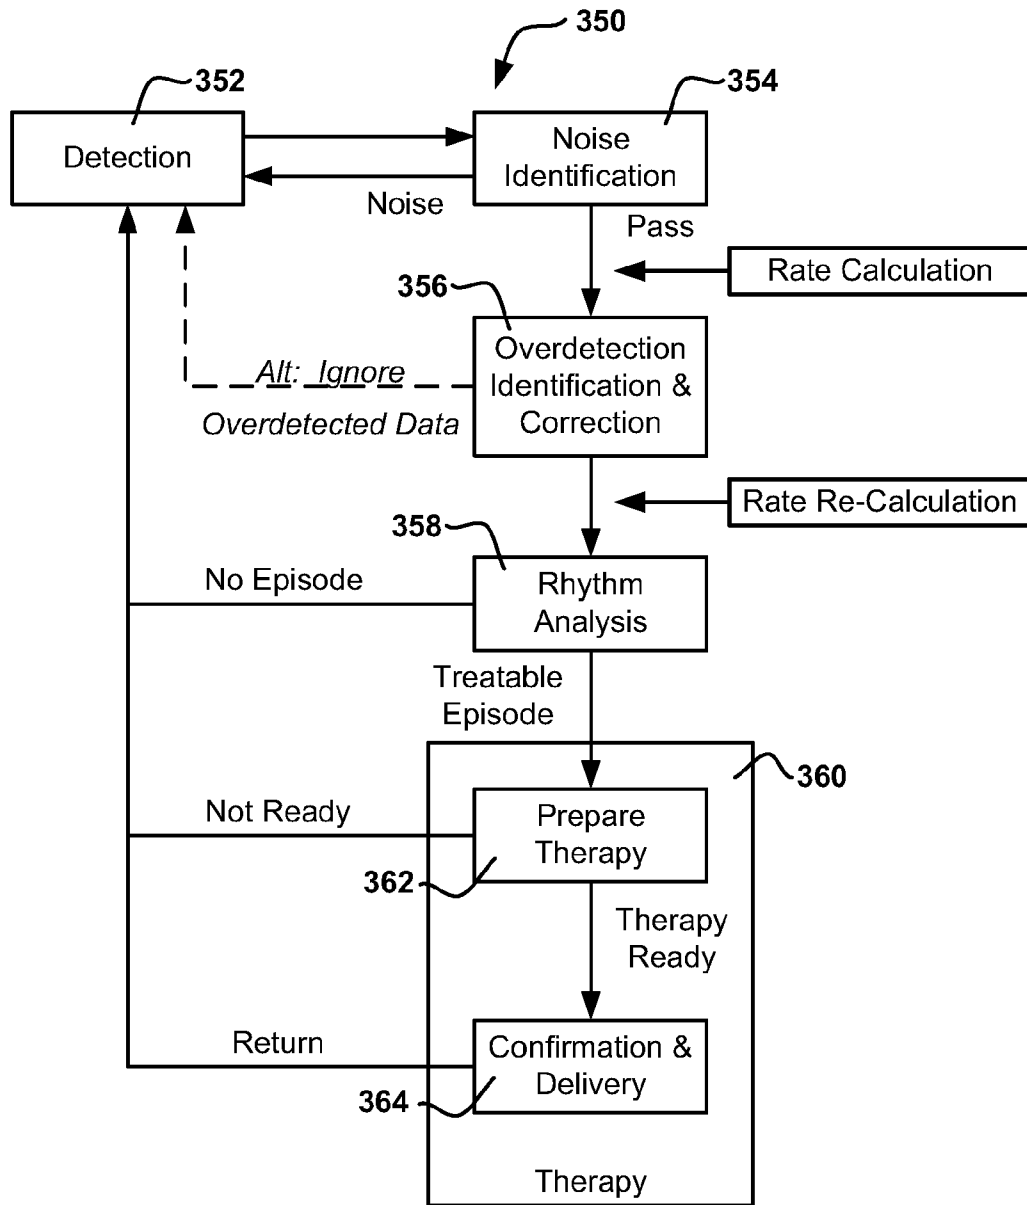 350
352
354
Detection
Noise
Identification
Noise
Pass
Rate Calculation
356
Overdetection
Identification &
Correction
Alt: Ignore
Overdetected Data
Rate Re-Calculation
358
No Episode
Rhythm
Analysis
Treatable
Episode
360
Not Ready
Prepare
Therapy
362
Therapy
Ready
Return
Confirmation &
Delivery
364
Therapy